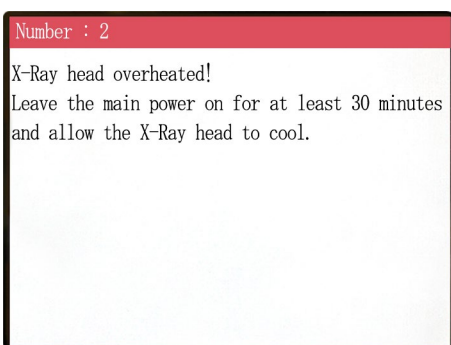 Number : 2
X-Ray head overheated!
Leave the main power on for at least 30 minutes
and allow the X-Ray head to cool.